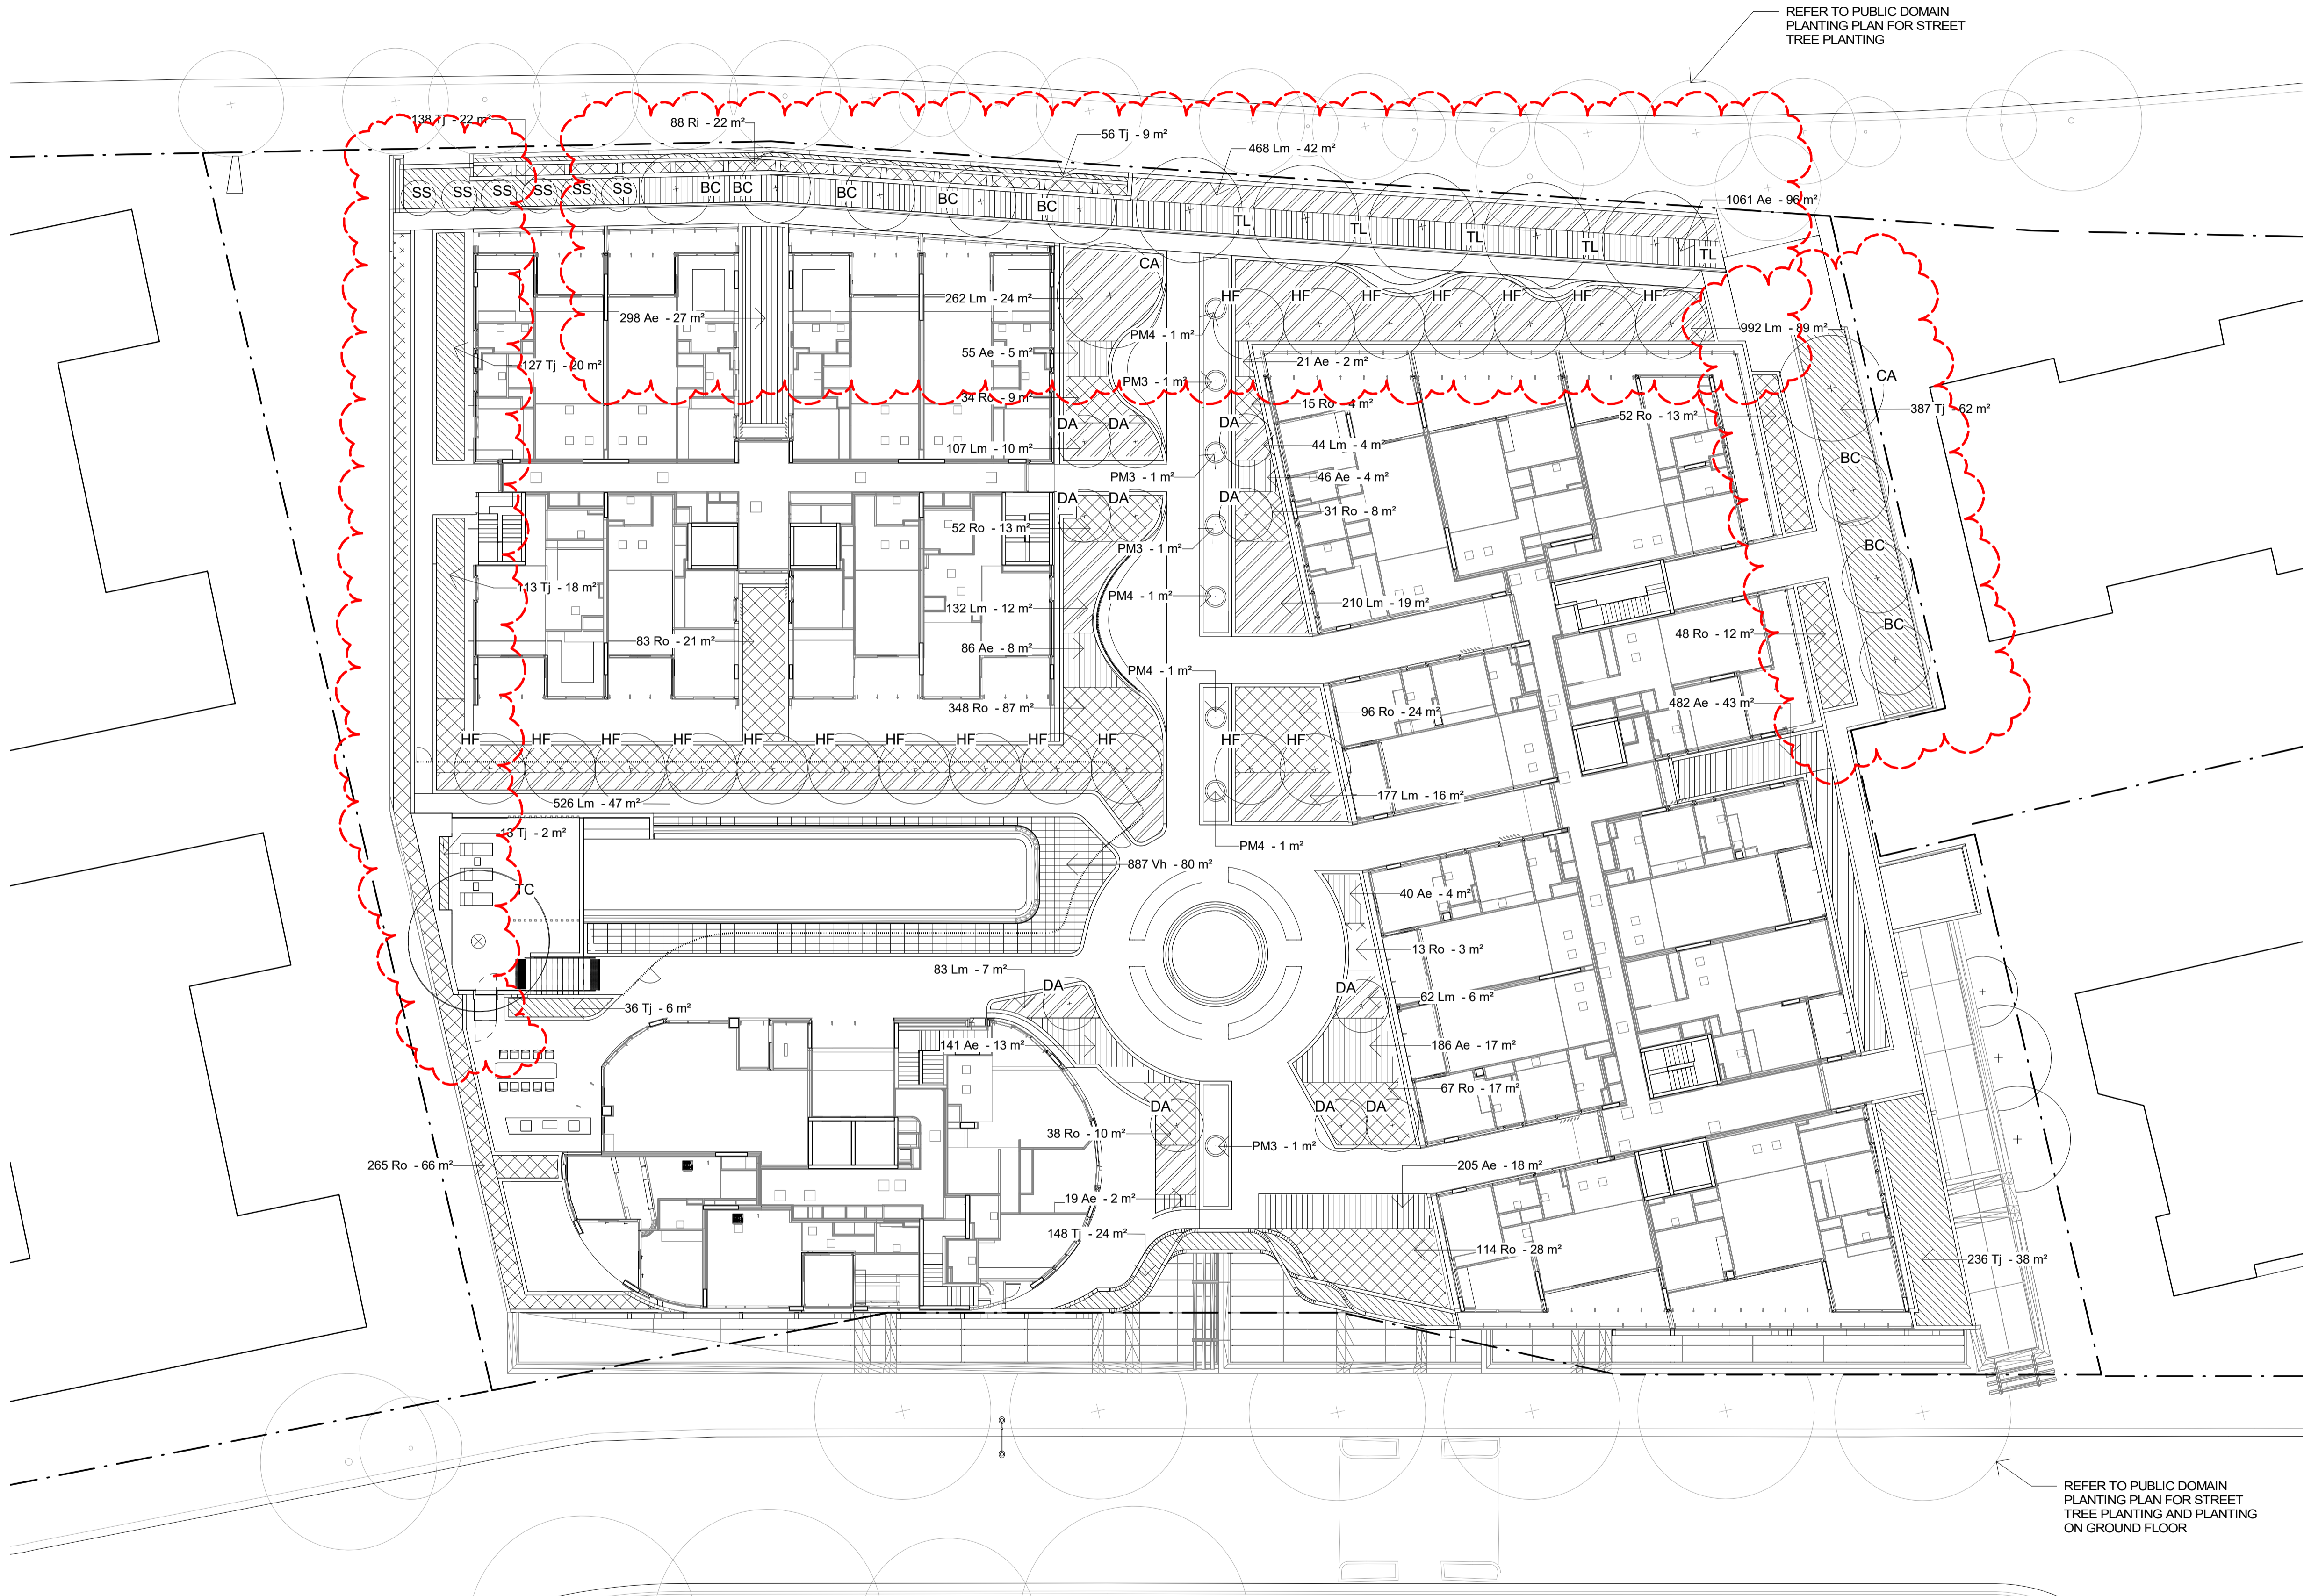 REFER TO PUBLIC DOMAIN
PLANTING PLAN FOR STREET
TREE PLANTING
138 Tj - 22 m²
88 Ri - 22 m²
56 Tj - 9 m²
468 Lm - 42 m²
1061 Ae - 96 m²
SS
SS
SS
SS
SS
SS
BC
BC
BC
BC
BC
TL
TL
TL
TL
TL
CA
262 Lm - 24 m²
298 Ae - 27 m²
HF
HF
HF
HF
HF
HF
HF
PM4 - 1 m²
992 Lm - 89 m²
55 Ae - 5 m²
127 Tj - 20 m²
21 Ae - 2 m²
CA
PM3 - 1 m²
34 Ro - 9 m²
15 Ro - 4 m²
52 Ro - 13 m²
387 Tj - 62 m²
DA
DA
DA
107 Lm - 10 m²
44 Lm - 4 m²
BC
PM3 - 1 m²
46 Ae - 4 m²
DA
DA
DA
31 Ro - 8 m²
52 Ro - 13 m²
BC
PM3 - 1 m²
113 Tj - 18 m²
PM4 - 1 m²
132 Lm - 12 m²
210 Lm - 19 m²
BC
83 Ro - 21 m²
86 Ae - 8 m²
48 Ro - 12 m²
PM4 - 1 m²
348 Ro - 87 m²
96 Ro - 24 m²
482 Ae - 43 m²
HF
HF
HF
HF
HF
HF
HF
HF
HF
HF
HF
HF
526 Lm - 47 m²
177 Lm - 16 m²
13 Tj - 2 m²
PM4 - 1 m²
887 Vh - 80 m²
TC
40 Ae - 4 m²
13 Ro - 3 m²
83 Lm - 7 m²
DA
DA
62 Lm - 6 m²
36 Tj - 6 m²
141 Ae - 13 m²
186 Ae - 17 m²
67 Ro - 17 m²
DA
DA
DA
38 Ro - 10 m²
PM3 - 1 m²
265 Ro - 66 m²
205 Ae - 18 m²
19 Ae - 2 m²
148 Tj - 24 m²
114 Ro - 28 m²
236 Tj - 38 m²
REFER TO PUBLIC DOMAIN
PLANTING PLAN FOR STREET
TREE PLANTING AND PLANTING
ON GROUND FLOOR